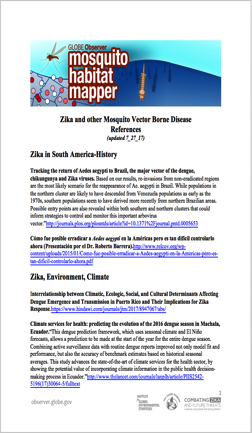 GLOBE Observer
mosquito
habitat
mapper
Zika and other Mosquito Vector Borne Disease
References
(updated 7_27_17)
Zika in South America-History
Tracking the return of Aedes aegypti to Brazil, the major vector of the dengue,
chikungunya and Zika viruses. Based on our results, re-invasions from non-eradicated regions
are the most likely scenario for the reappearance of Ae. aegypti in Brazil. While populations in
the northern cluster are likely to have descended from Venezuela populations as early as the
1970s, southern populations seem to have derived more recently from northern Brazilian areas.
Possible entry points are also revealed within both southern and northern clusters that could
inform strategies to control and monitor this important arbovirus
vector."http://journals.plos.org/plosntds/article?id=10.1371%2Fjournal.pntd.0005653
Cómo fue posible erradicar a Aedes aegypti en la Américas pero es tan difícil controlarlo
ahora (Presentación por el Dr. Roberto Barrera).http://www.relcov.org/wp-
content/uploads/2015/01/Como-fue-posible-erradicar-a-Aedes-aegypti-en-la-Americas-pero-es-
tan-dificil-controlarlo-ahora.pdf
Zika, Environment, Climate
Interrelationship between Climatic, Ecologic, Social, and Cultural Determinants Affecting
Dengue Emergence and Transmission in Puerto Rico and Their Implications for Zika
Response.https://www.hindawi.com/journals/jtm/2017/8947067/abs/
Climate services for health: predicting the evolution of the 2016 dengue season in Machala,
Ecuador."This dengue prediction framework, which uses seasonal climate and El Niño
forecasts, allows a prediction to be made at the start of the year for the entire dengue season.
Combining active surveillance data with routine dengue reports improved not only model fit and
performance, but also the accuracy of benchmark estimates based on historical seasonal
averages. This study advances the state-of-the-art of climate services for the health sector, by
showing the potential value of incorporating climate information in the public health decision-
making process in Ecuador."http://www.thelancet.com/journals/lanplh/article/PIIS2542-
5196(17)30064-5/fulltext
1
observer.globe.gov
COMBATING ZIKA
AND FUTURE THREATS